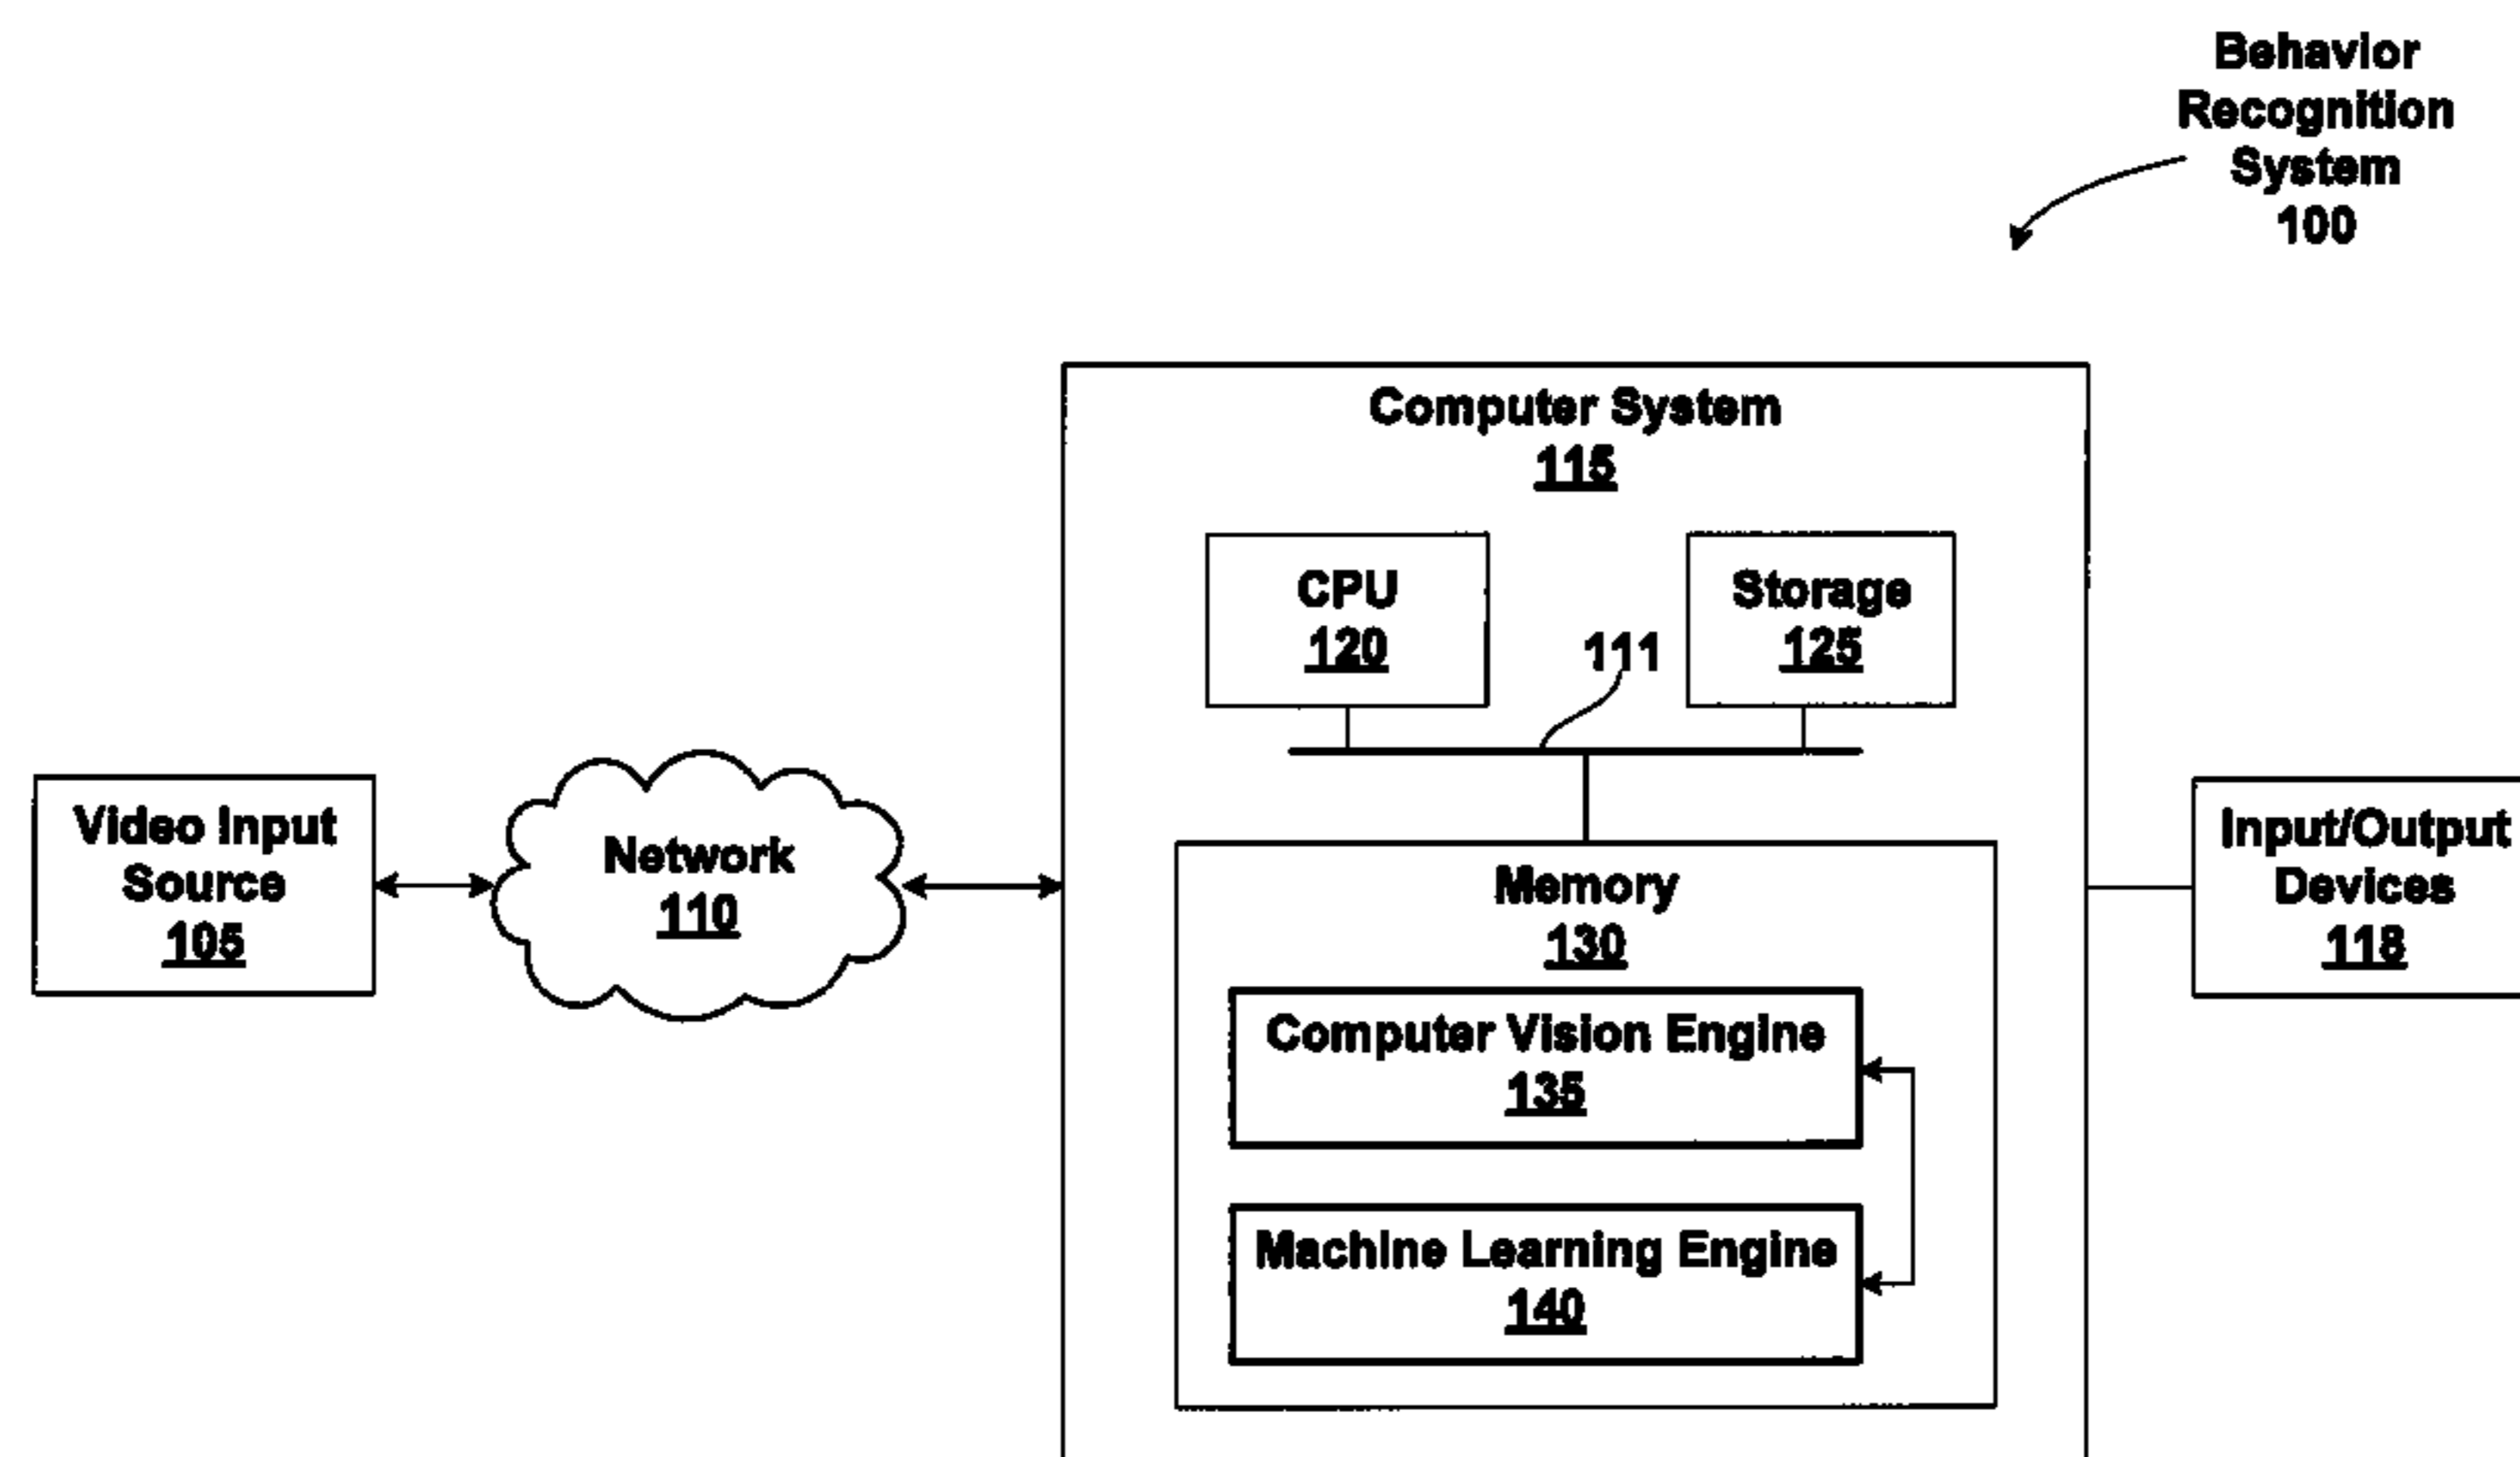 Behavior
Recognition
System
100
Computer System
115
CPU
120
Storage
125
111
Video Input
Source
105
Network
110
Memory
130
Input/Output
Devices
118
Computer Vision Engine
135
Machine Learning Engine
140